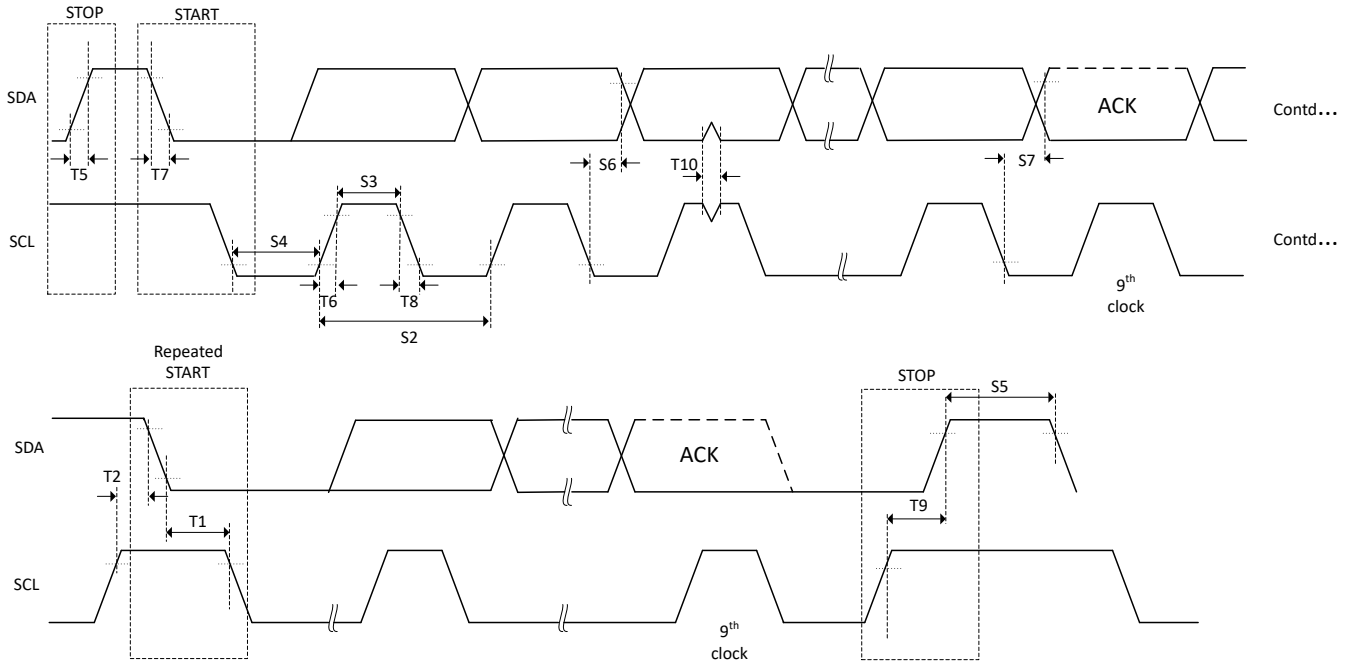 STOP START
SDA
ACK
Contd...
T5 T7 S6 T10 S7
S3
SCL
S4
Contd...
T6 T8
9th
clock
S2
Repeated
START
STOP
S5
SDA
ACK
T2
T9
T1
SCL
9th
clock